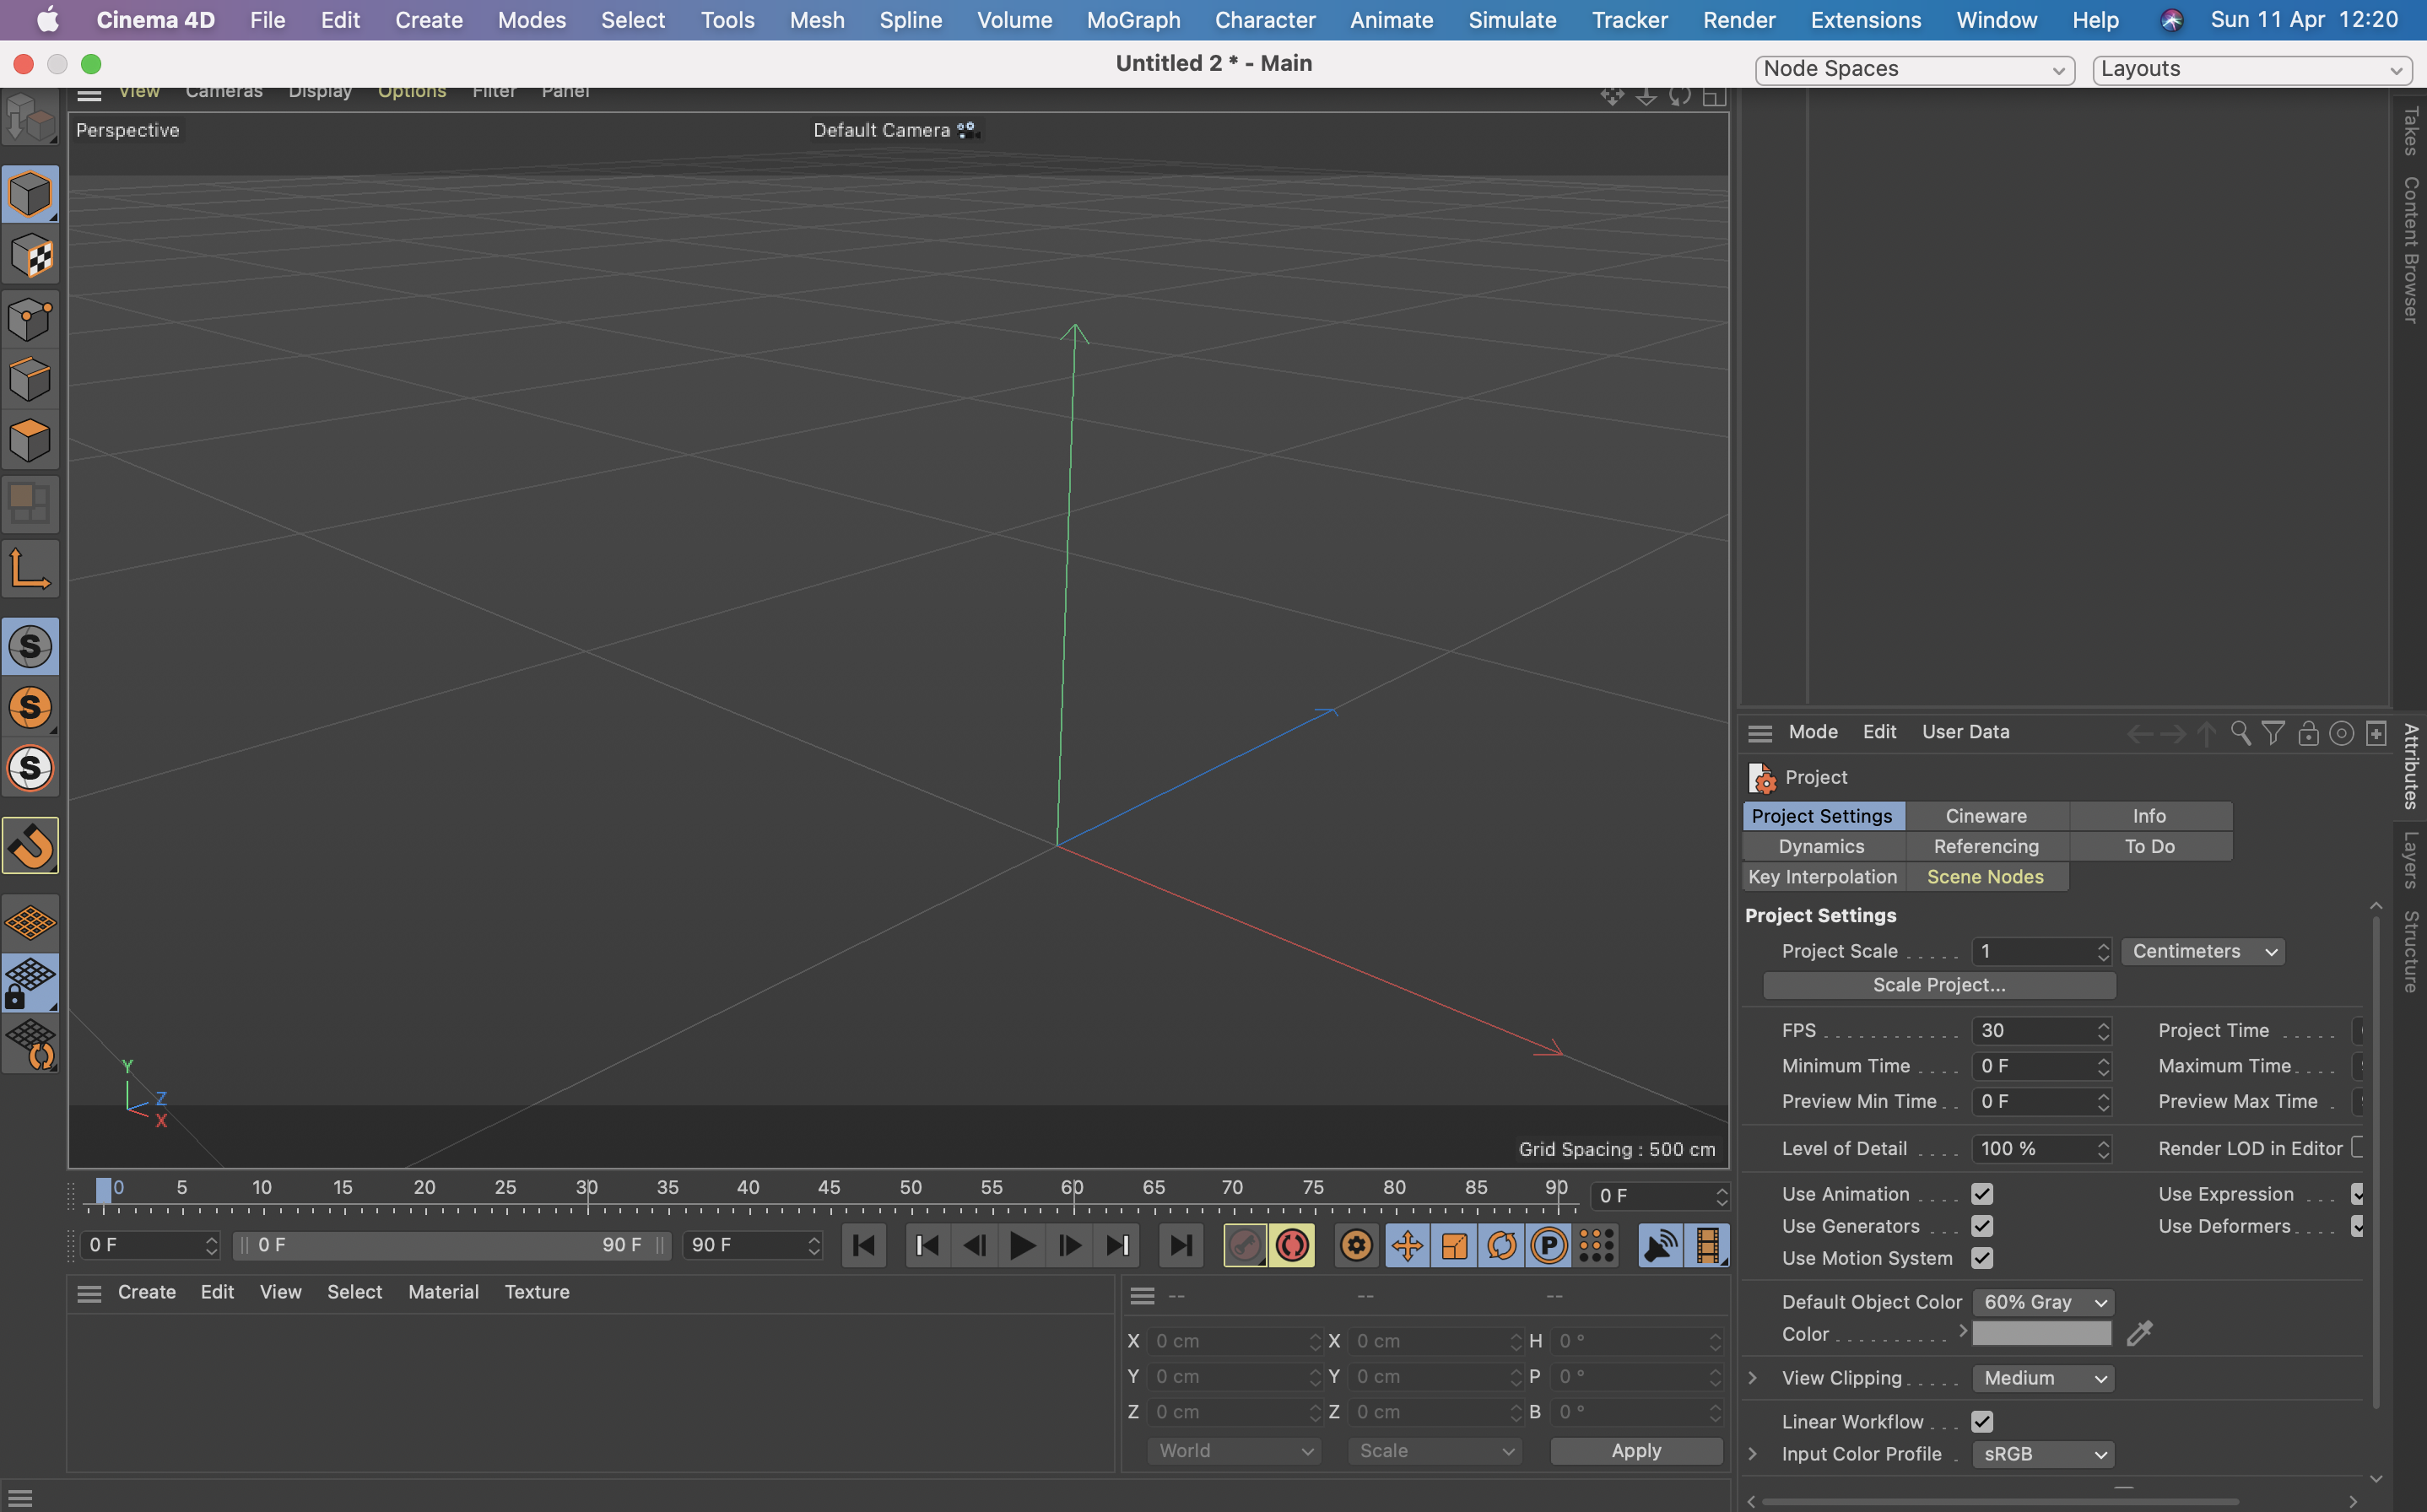 Cinema 4D File Edit Create Modes Select Tools Mesh Spline Volume MoGraph Character Animate Simulate Tracker Render Extensions Window Help Sun 11 Apr 12:20
Untitled 2 * - Main
Node Spaces Layouts
View Cameras Display Options Filter Panel
Perspective Default Camera
Takes
Content Browser
Y
Z
X
Grid Spacing : 500 cm
0 5 10 15 20 25 30 35 40 45 50 55 60 65 70 75 80 85 90 0 F
0 F 0 F 90 F 90 F
Create Edit View Select Material Texture
-- -- --
X 0 cm X 0 cm H 0 °
Y 0 cm Y 0 cm P 0 °
Z 0 cm Z 0 cm B 0 °
World Scale Apply
Mode Edit User Data
Project
Project Settings Cineware Info
Dynamics Referencing To Do
Key Interpolation Scene Nodes
Project Settings
Project Scale . . . . . 1 Centimeters
Scale Project...
FPS . . . . . . . . . . . . 30 Project Time . . . . .
Minimum Time . . . . 0 F Maximum Time . . . .
Preview Min Time . . 0 F Preview Max Time .
Level of Detail . . . . 100 % Render LOD in Editor
Use Animation . . . . Use Expression . . .
Use Generators . . . Use Deformers . . . .
Use Motion System
Default Object Color 60% Gray
Color . . . . . . . . . .
View Clipping . . . . . Medium
Linear Workflow . . .
Input Color Profile . sRGB
Attributes
Layers
Structure
S
S
S
P